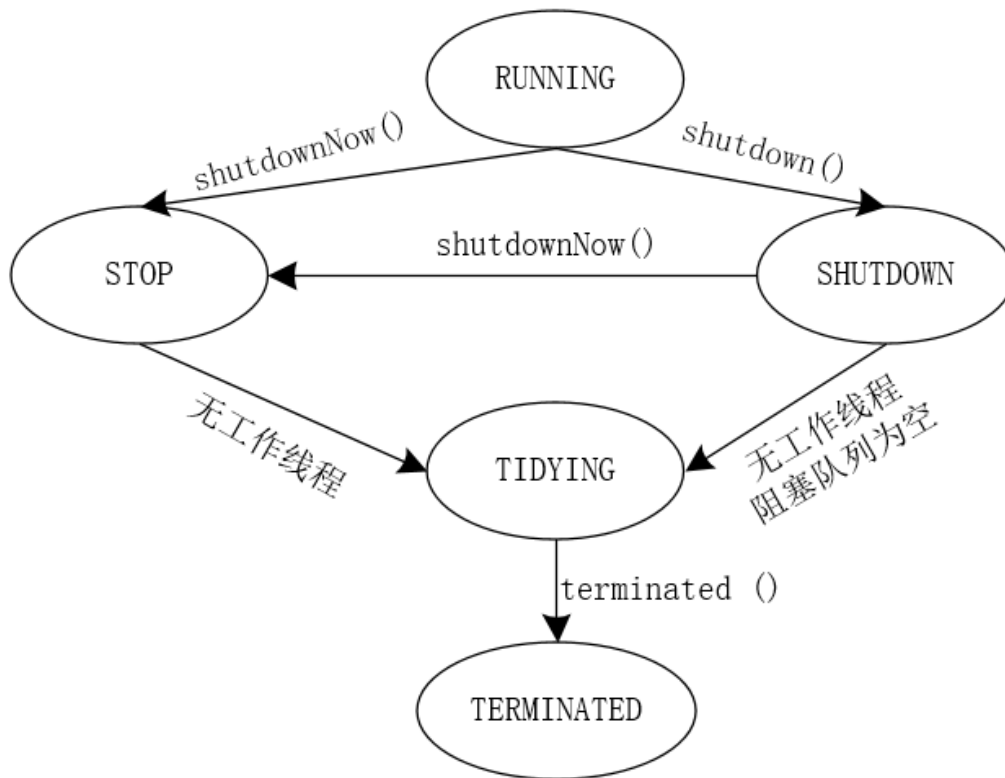 RUNNING
shutdownNow()
shutdown()
STOP
shutdownNow()
SHUTDOWN
无工作线程
无工作线程
阻塞队列为空
TIDYING
terminated ()
TERMINATED